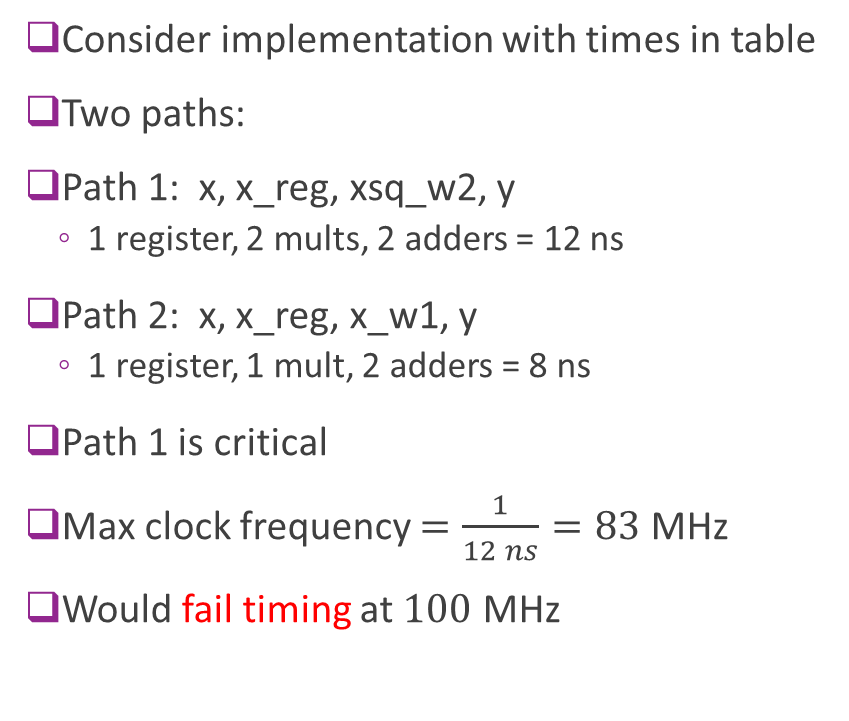 ❑Consider implementation with times in table
❑Two paths:
❑Path 1: x, x_reg, xsq_w2, y
◦ 1 register, 2 mults, 2 adders = 12 ns
❑Path 2: x, x_reg, x_w1, y
◦ 1 register, 1 mult, 2 adders = 8 ns
❑Path 1 is critical
❑Max clock frequency = 1/(12 ns) = 83 MHz
❑Would fail timing at 100 MHz